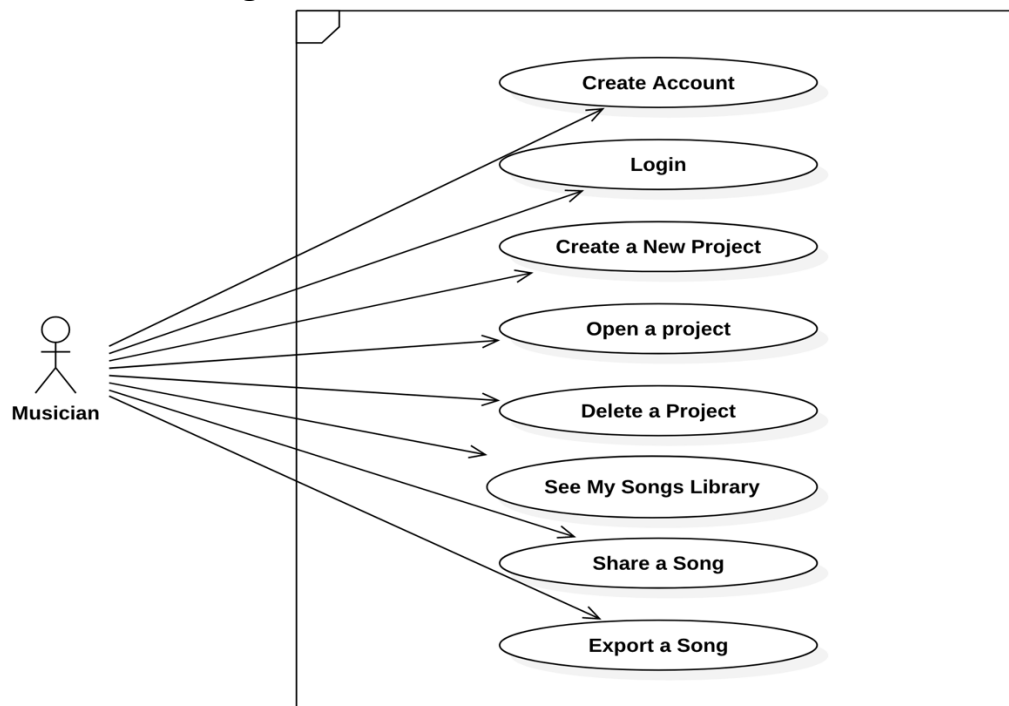 Create Account
Login
Create a New Project
Open a project
Musician
Delete a Project
See My Songs Library
Share a Song
Export a Song